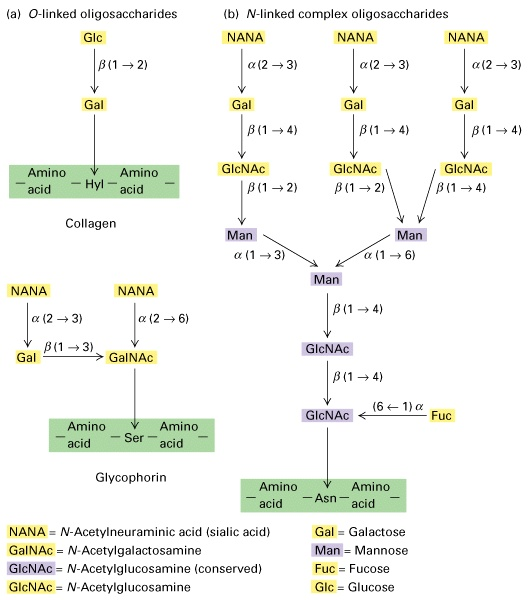 (a) O-linked oligosaccharides
Glc
β (1 → 2)
Gal
Amino acid – Hyl – Amino acid
Collagen
NANA NANA
α (2 → 3) α (2 → 6)
β (1 → 3)
Gal GalNAc
Amino acid – Ser – Amino acid
Glycophorin
(b) N-linked complex oligosaccharides
NANA NANA NANA
α (2 → 3) α (2 → 3) α (2 → 3)
Gal Gal Gal
β (1 → 4) β (1 → 4) β (1 → 4)
GlcNAc GlcNAc GlcNAc
β (1 → 2) β (1 → 2) β (1 → 4)
Man Man
α (1 → 3) α (1 → 6)
Man
β (1 → 4)
GlcNAc
β (1 → 4)
GlcNAc (6 ← 1) α Fuc
Amino acid – Asn – Amino acid
NANA = N-Acetylneuraminic acid (sialic acid)
GalNAc = N-Acetylgalactosamine
GlcNAc = N-Acetylglucosamine (conserved)
GlcNAc = N-Acetylglucosamine
Gal = Galactose
Man = Mannose
Fuc = Fucose
Glc = Glucose